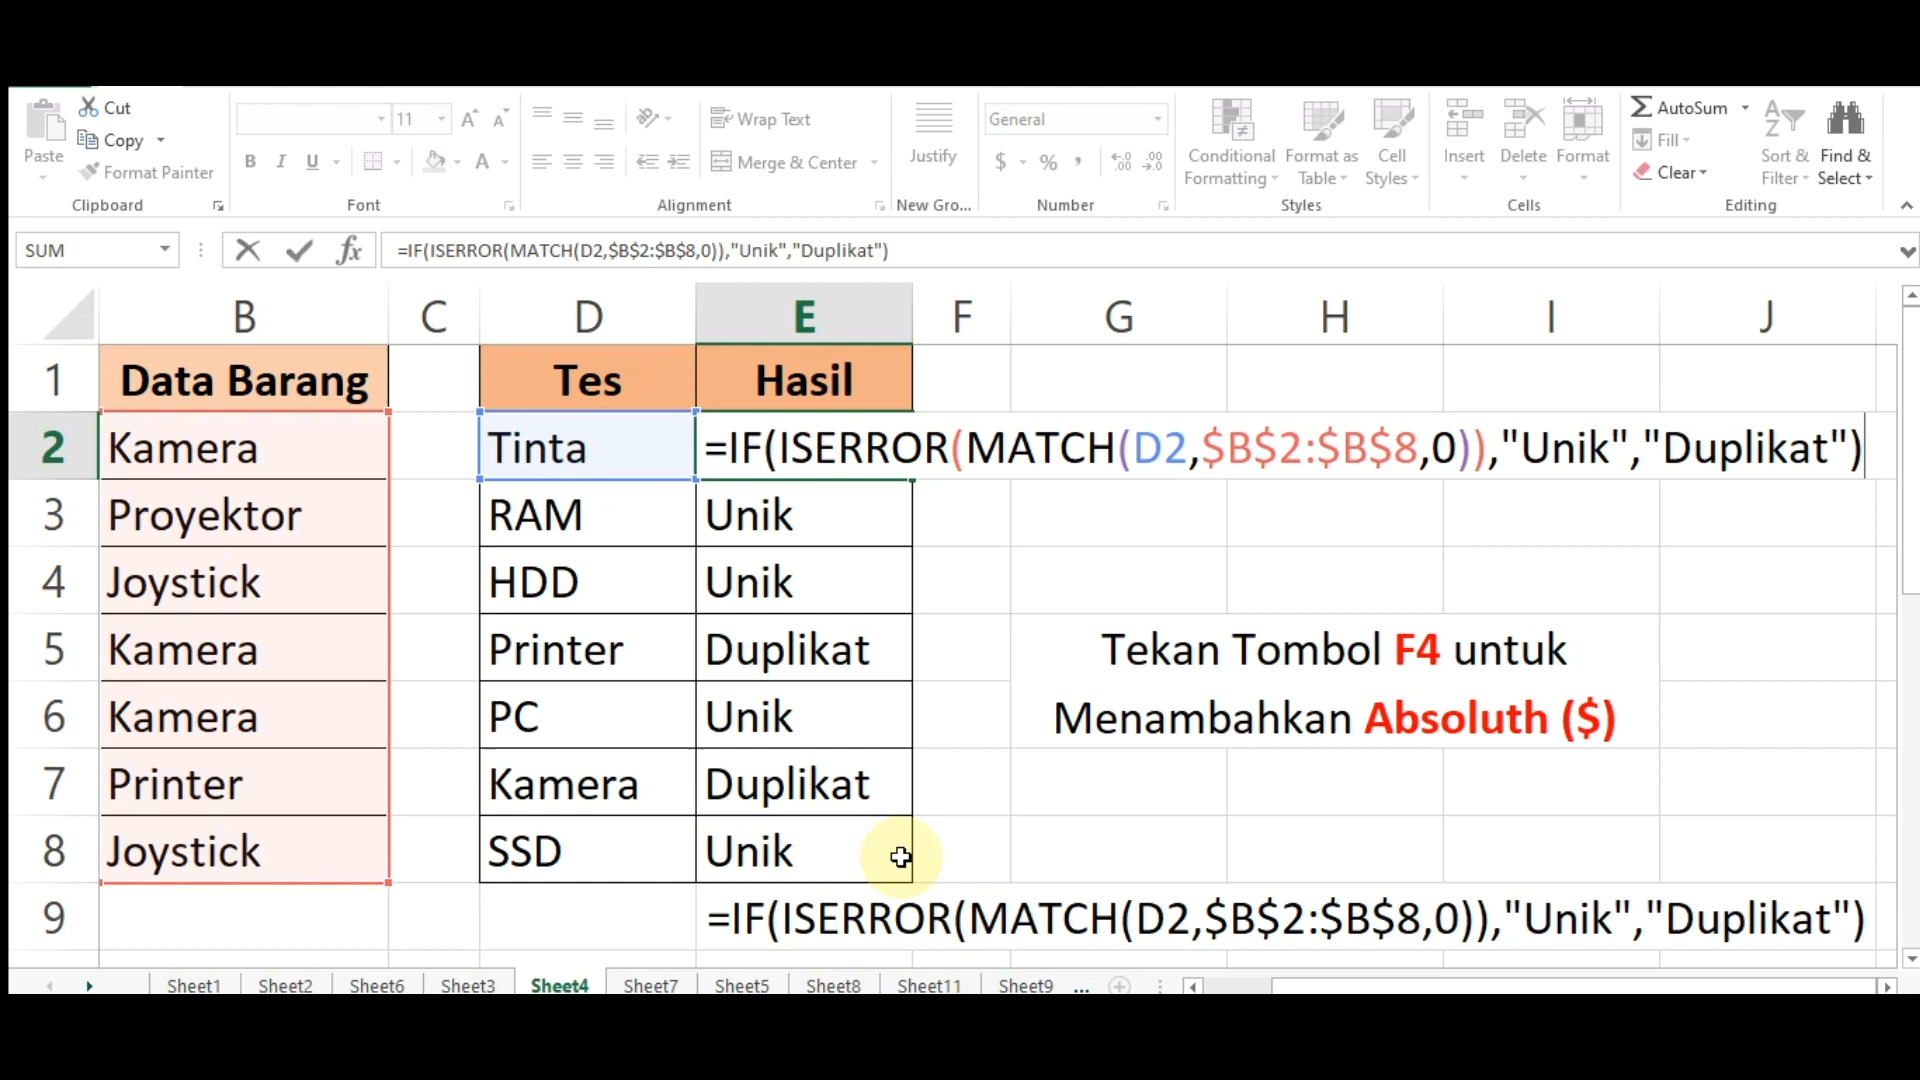 Cut
Copy
Format Painter
Paste
Clipboard
11
B I U
Font
Wrap Text
Merge & Center
Alignment
Justify
New Gro...
General
$ % ,
Number
Conditional Formatting
Format as Table
Cell Styles
Styles
Insert
Delete
Format
Cells
AutoSum
Fill
Clear
Sort & Filter
Find & Select
Editing
SUM
fx
=IF(ISERROR(MATCH(D2,$B$2:$B$8,0)),"Unik","Duplikat")
B C D E F G H I J
1 Data Barang Tes Hasil
2 Kamera Tinta =IF(ISERROR(MATCH(D2,$B$2:$B$8,0)),"Unik","Duplikat")
3 Proyektor RAM Unik
4 Joystick HDD Unik
5 Kamera Printer Duplikat Tekan Tombol F4 untuk
6 Kamera PC Unik Menambahkan Absoluth ($)
7 Printer Kamera Duplikat
8 Joystick SSD Unik
9 =IF(ISERROR(MATCH(D2,$B$2:$B$8,0)),"Unik","Duplikat")
Sheet1 Sheet2 Sheet6 Sheet3 Sheet4 Sheet7 Sheet5 Sheet8 Sheet11 Sheet9 ...